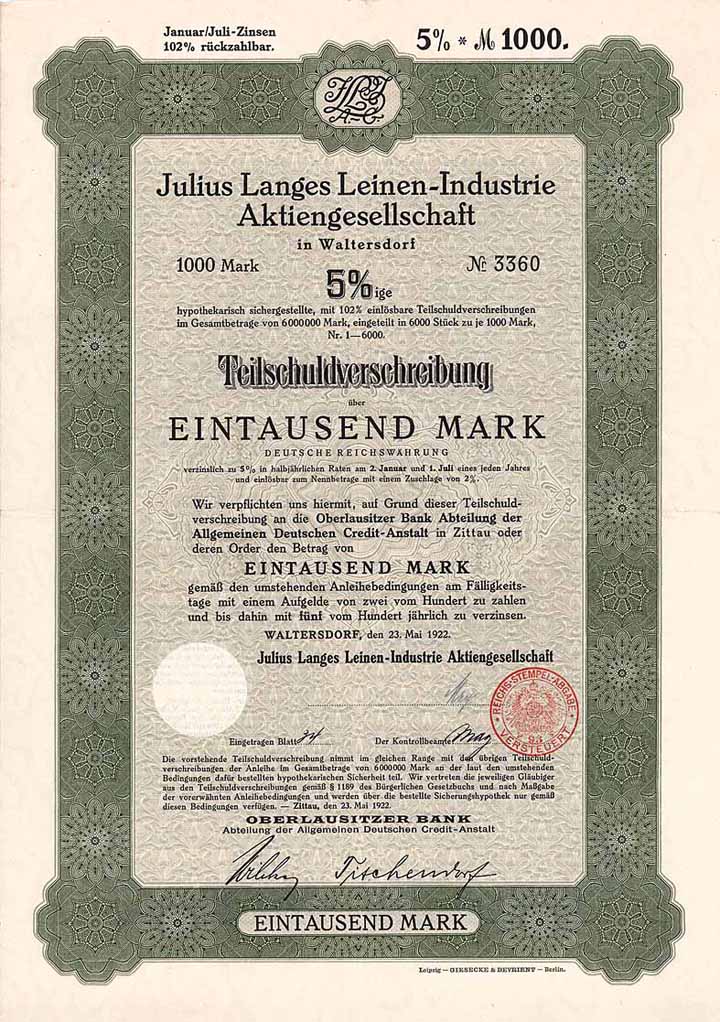 Januar/Juli-Zinsen
102% rückzahlbar.
5% * M 1000.
JLLJ
A.-G.
Julius Langes Leinen-Industrie
Aktiengesellschaft
in Waltersdorf
1000 Mark
№ 3360
5%ige
hypothekarisch sichergestellte, mit 102% einlösbare Teilschuldverschreibungen
im Gesamtbetrage von 6000000 Mark, eingeteilt in 6000 Stück zu je 1000 Mark,
Nr. 1—6000.
Teilschuldverschreibung
über
EINTAUSEND MARK
DEUTSCHE REICHSWÄHRUNG
verzinslich zu 5% in halbjährlichen Raten am 2. Januar und 1. Juli eines jeden Jahres
und einlösbar zum Nennbetrage mit einem Zuschlage von 2%.
Wir verpflichten uns hiermit, auf Grund dieser Teilschuld-
verschreibung an die Oberlausitzer Bank Abteilung der
Allgemeinen Deutschen Credit-Anstalt in Zittau oder
deren Order den Betrag von
EINTAUSEND MARK
gemäß den umstehenden Anleihebedingungen am Fälligkeits-
tage mit einem Aufgelde von zwei vom Hundert zu zahlen
und bis dahin mit fünf vom Hundert jährlich zu verzinsen.
WALTERSDORF, den 23. Mai 1922.
Julius Langes Leinen-Industrie Aktiengesellschaft
REICHS-STEMPEL-ABGABE
VERSTEUERT
Eingetragen Blatt 34
Der Kontrollbeamte May
Die vorstehende Teilschuldverschreibung nimmt im gleichen Range mit den übrigen Teilschuld-
verschreibungen der Anleihe im Gesamtbetrage von 6000000 Mark an der laut den umstehenden
Bedingungen dafür bestellten hypothekarischen Sicherheit teil. Wir vertreten die jeweiligen Gläubiger
aus den Teilschuldverschreibungen gemäß § 1189 des Bürgerlichen Gesetzbuchs und nach Maßgabe
der vorerwähnten Anleihebedingungen und werden über die bestellte Sicherungshypothek nur gemäß
diesen Bedingungen verfügen. — Zittau, den 23. Mai 1922.
OBERLAUSITZER BANK
Abteilung der Allgemeinen Deutschen Credit-Anstalt
Tischendorf
EINTAUSEND MARK
Leipzig — GIESECKE & DEVRIENT — Berlin.